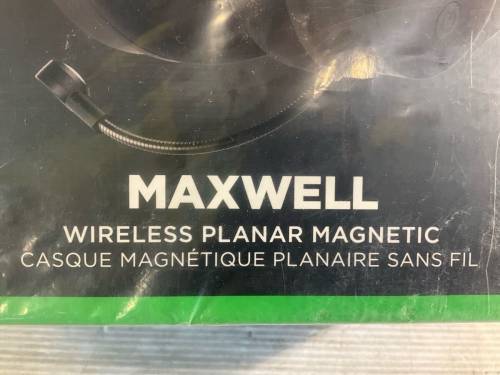 MAXWELL
WIRELESS PLANAR MAGNETIC
CASQUE MAGNÉTIQUE PLANAIRE SANS FIL